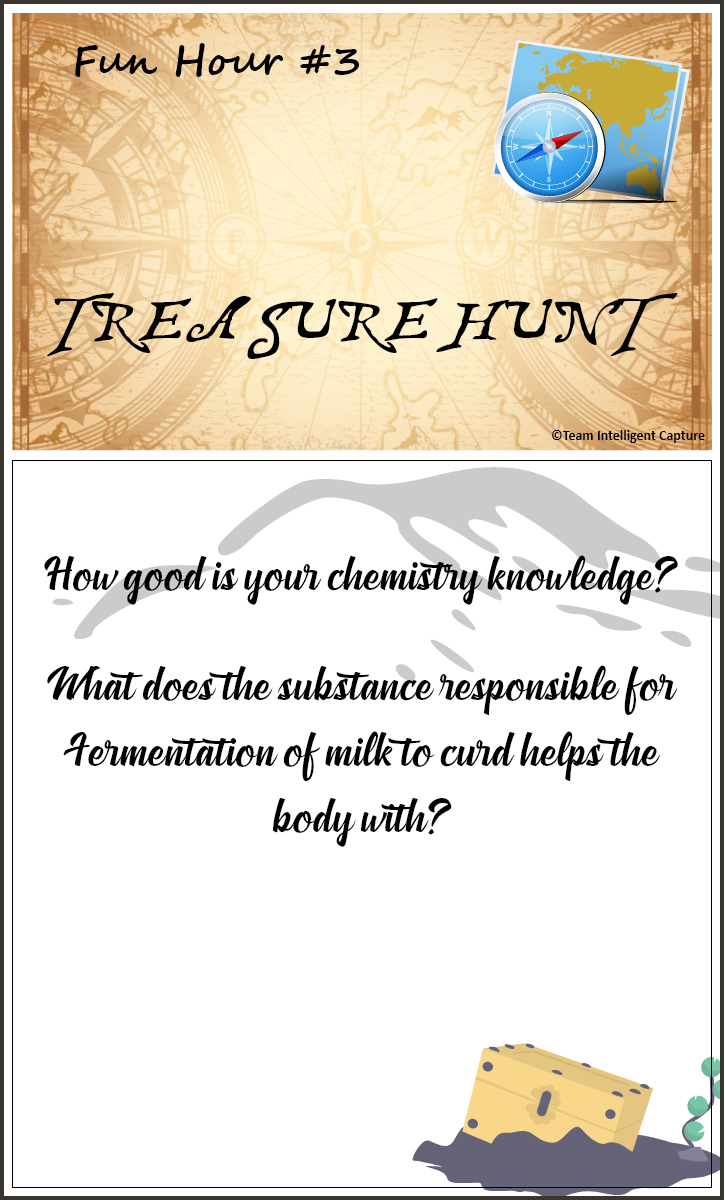 Fun Hour #3
N
W
E
S
E
W
TREASURE HUNT
©Team Intelligent Capture
How good is your chemistry knowledge?
What does the substance responsible for
Fermentation of milk to curd helps the
body with?